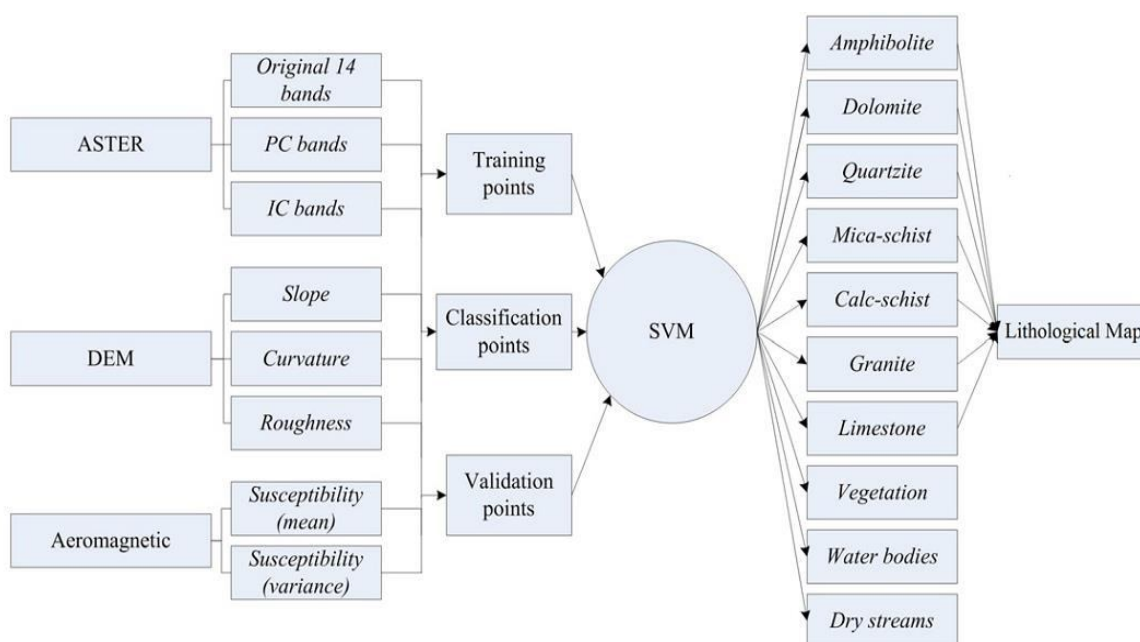 ASTER
DEM
Aeromagnetic
Original 14
bands
PC bands
IC bands
Slope
Curvature
Roughness
Susceptibility
(mean)
Susceptibility
(variance)
Training
points
Classification
points
Validation
points
SVM
Amphibolite
Dolomite
Quartzite
Mica-schist
Calc-schist
Granite
Limestone
Vegetation
Water bodies
Dry streams
Lithological Map